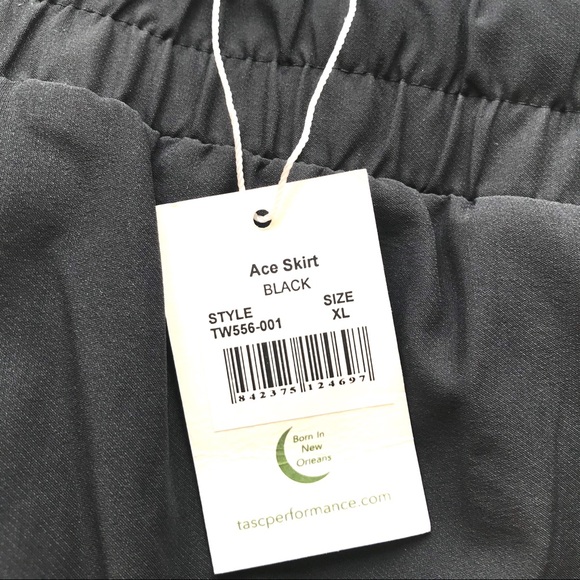 Ace Skirt
BLACK
STYLE SIZE
TW556-001 XL
842375 124697
Born In
New
Orleans
tascperformance.com